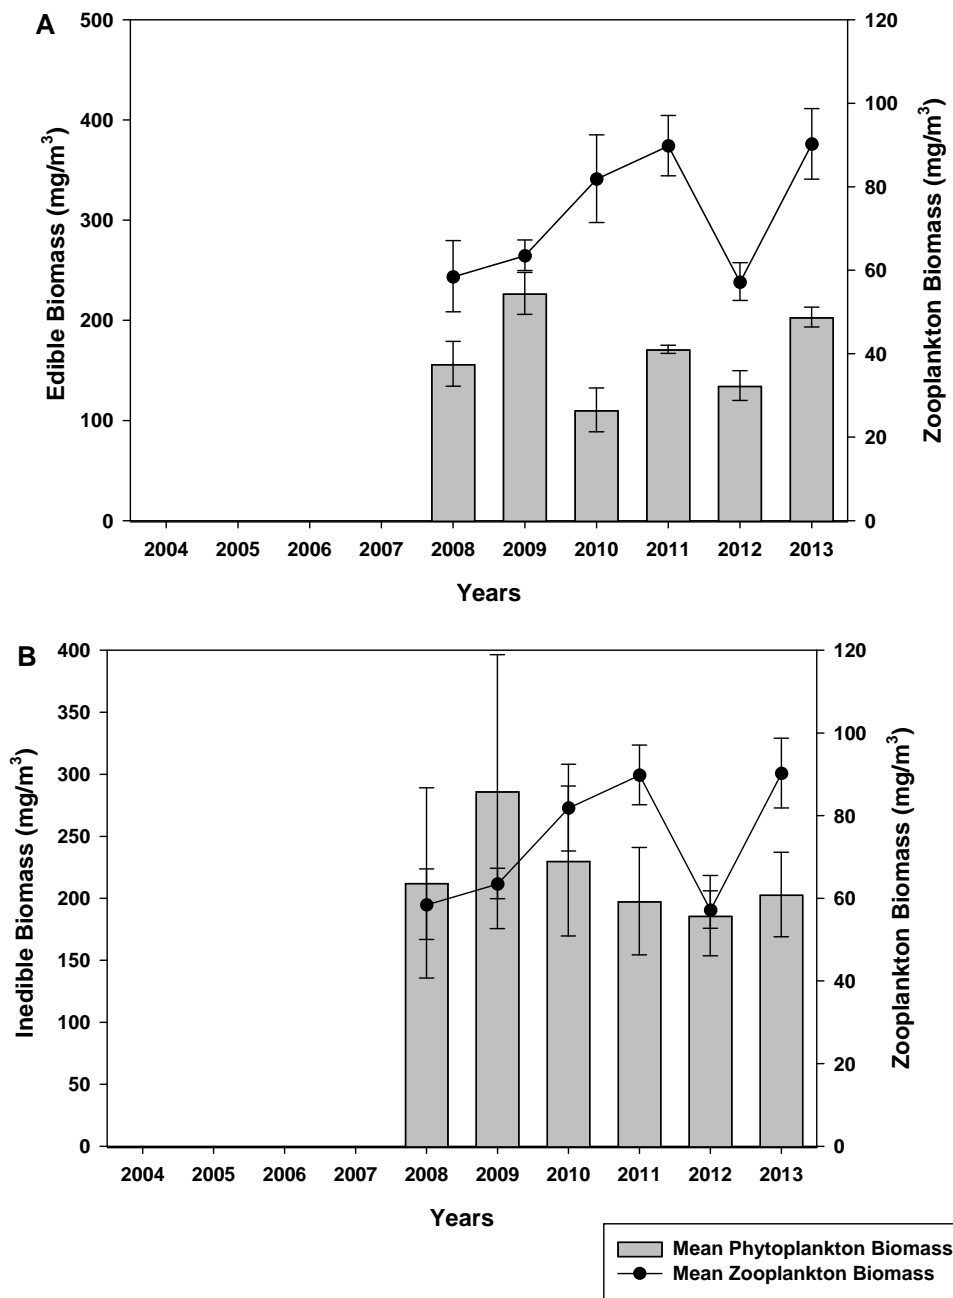 A
500
400
300
200
100
0
Edible Biomass (mg/m³)
120
100
80
60
40
20
0
Zooplankton Biomass (mg/m³)
2004 2005 2006 2007 2008 2009 2010 2011 2012 2013
Years
B
400
350
300
250
200
150
100
50
0
Inedible Biomass (mg/m³)
120
100
80
60
40
20
0
Zooplankton Biomass (mg/m³)
2004 2005 2006 2007 2008 2009 2010 2011 2012 2013
Years
Mean Phytoplankton Biomass
Mean Zooplankton Biomass